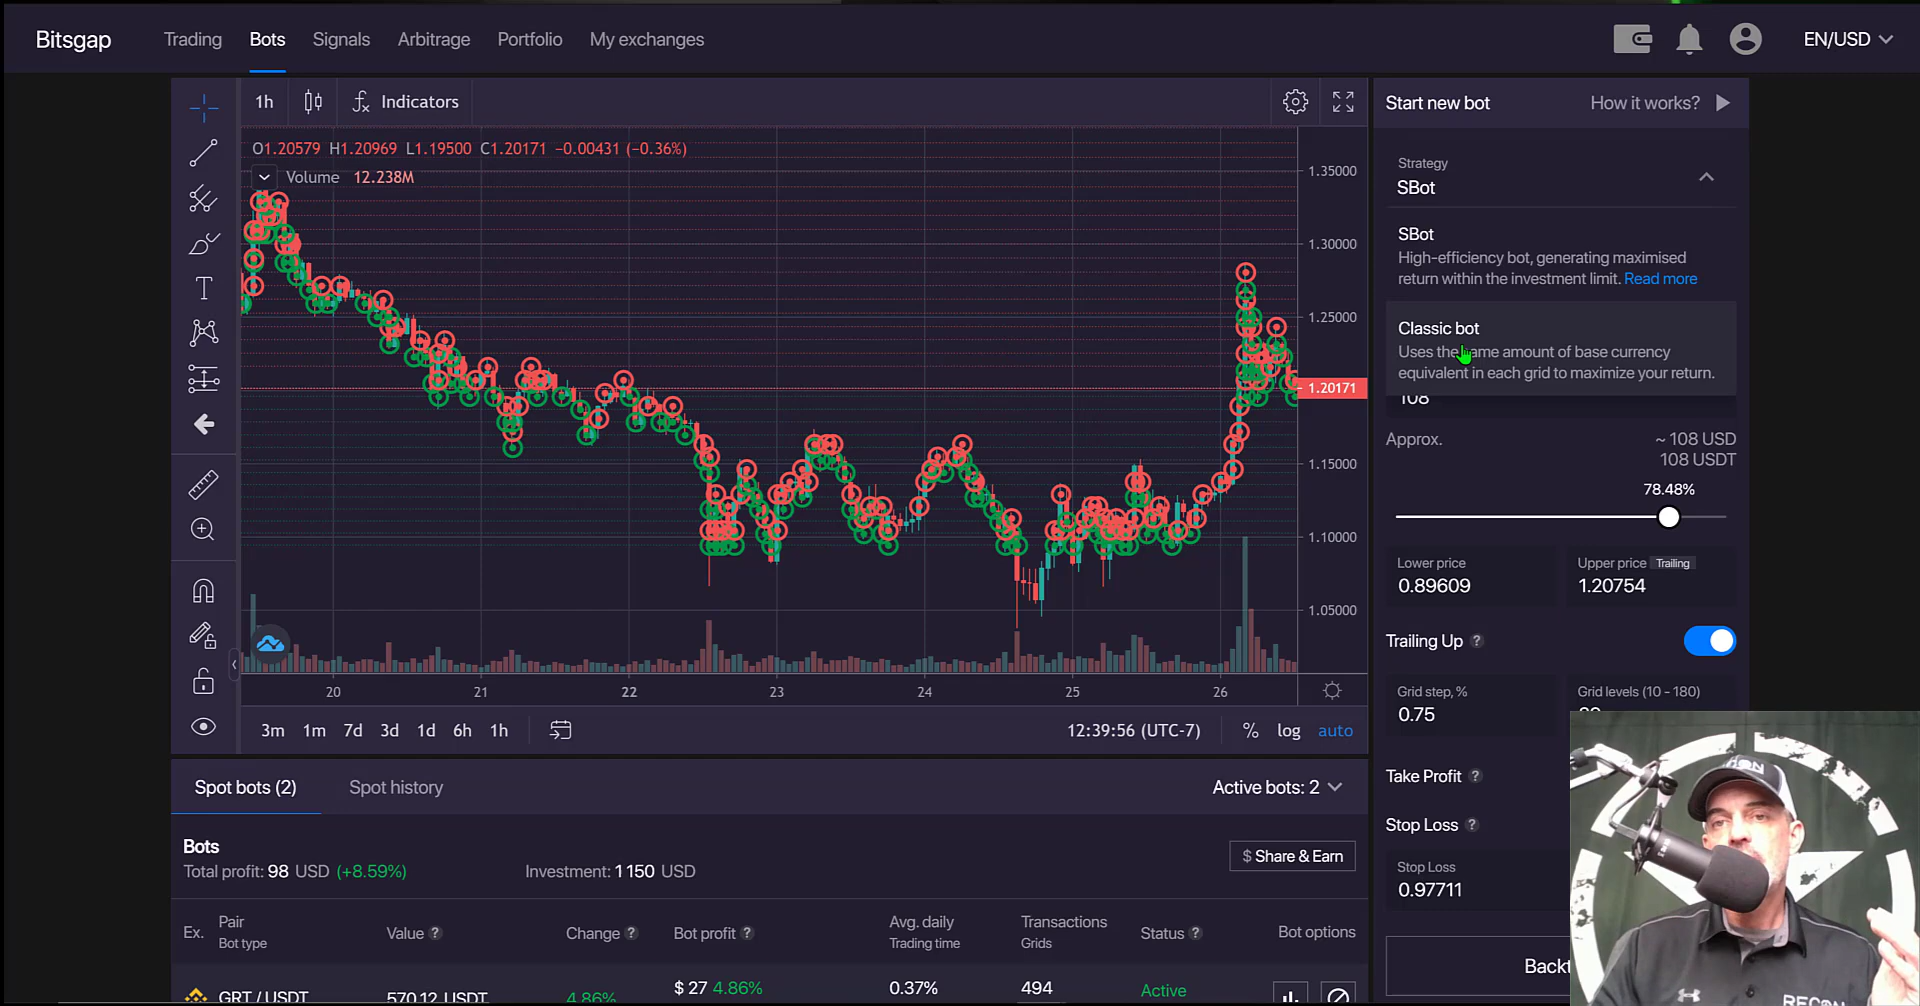 Bitsgap
Trading
Bots
Signals
Arbitrage
Portfolio
My exchanges
EN/USD
1h
Indicators
O1.20579 H1.20969 L1.19500 C1.20171 −0.00431 (−0.36%)
Volume 12.238M
1.35000
1.30000
1.25000
1.20171
1.15000
1.10000
1.05000
20
21
22
23
24
25
26
3m
1m
7d
3d
1d
6h
1h
12:39:56 (UTC-7)
%
log
auto
Start new bot
How it works?
Strategy
SBot
SBot
High-efficiency bot, generating maximised
return within the investment limit. Read more
Classic bot
Uses the same amount of base currency
equivalent in each grid to maximize your return.
108
Approx.
~ 108 USD
108 USDT
78.48%
Lower price
0.89609
Upper price Trailing
1.20754
Trailing Up ?
Grid step, %
0.75
Grid levels (10 - 180)
Take Profit ?
Stop Loss ?
Stop Loss
0.97711
Spot bots (2)
Spot history
Active bots: 2
Bots
Total profit: 98 USD (+8.59%)
Investment: 1 150 USD
$ Share & Earn
Ex.
Pair
Bot type
Value ?
Change ?
Bot profit ?
Avg. daily
Trading time
Transactions
Grids
Status ?
Bot options
GRT / USDT
570.12 USDT
4.86%
$ 27 4.86%
0.37%
494
Active